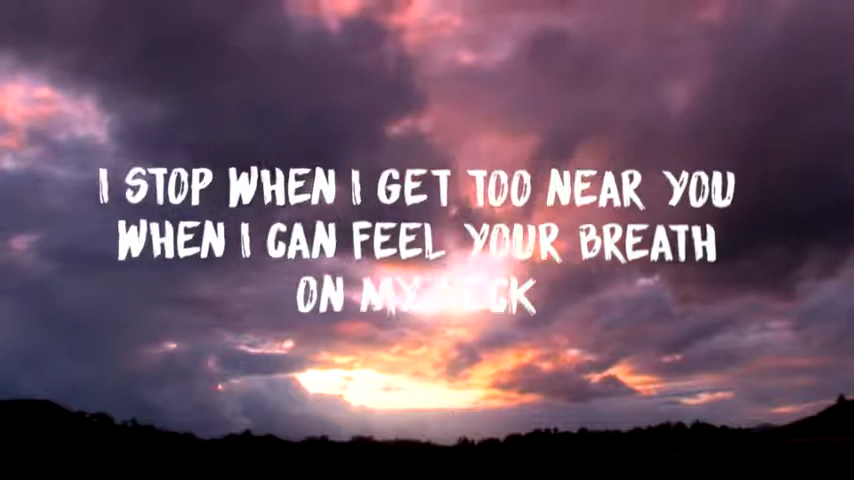 I STOP WHEN I GET TOO NEAR YOU
WHEN I CAN FEEL YOUR BREATH
ON MY NECK